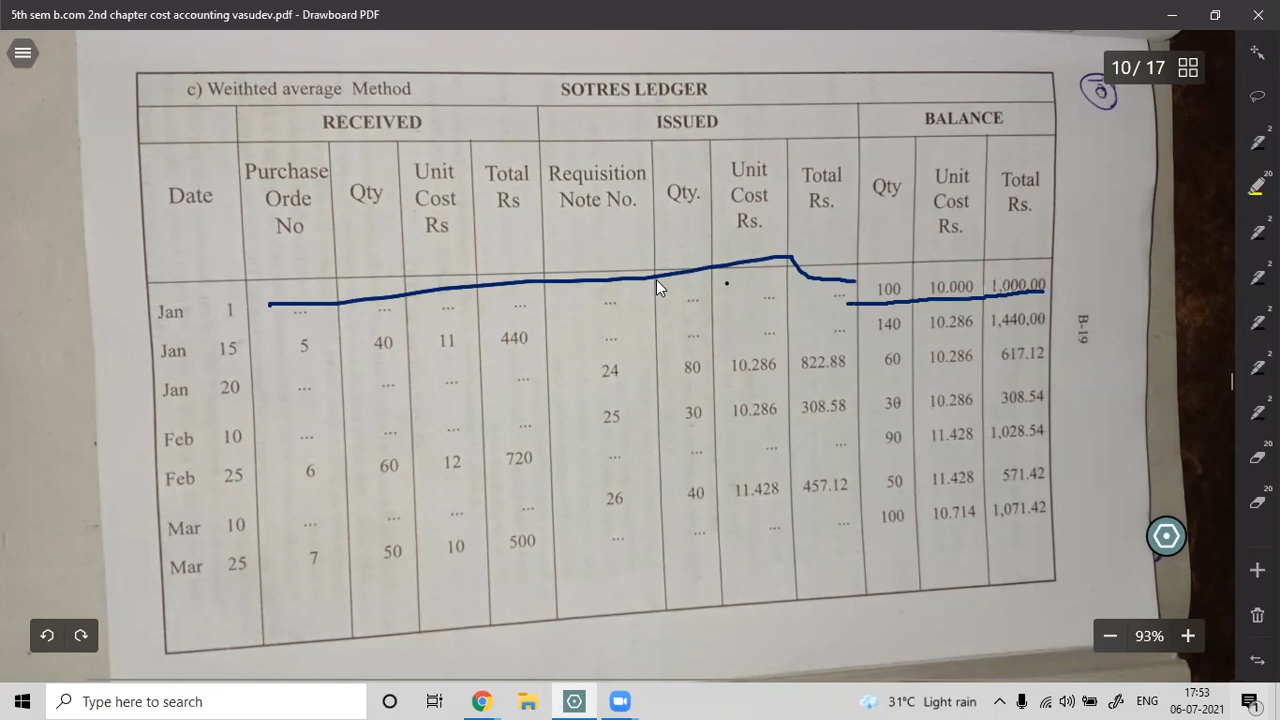 5th sem b.com 2nd chapter cost accounting vasudev.pdf - Drawboard PDF
10/17
c) Weithted average Method SOTRES LEDGER
RECEIVED ISSUED BALANCE
Date Purchase Orde No Qty Unit Cost Rs Total Rs Requisition Note No. Qty. Unit Cost Rs. Total Rs. Qty Unit Cost Rs. Total Rs.
Jan 1 ... ... ... ... ... ... ... ... 100 10.000 1,000,00
Jan 15 5 40 11 440 ... ... ... ... 140 10.286 1,440,00
Jan 20 ... ... ... ... 24 80 10.286 822.88 60 10.286 617.12
Feb 10 ... ... ... ... 25 30 10.286 308.58 30 10.286 308.54
Feb 25 6 60 12 720 ... ... ... ... 90 11.428 1,028.54
Mar 10 ... ... ... ... 26 40 11.428 457.12 50 11.428 571.42
Mar 25 7 50 10 500 ... ... ... ... 100 10.714 1,071.42
B-19
93%
Type here to search
31°C Light rain
ENG
17:53
06-07-2021